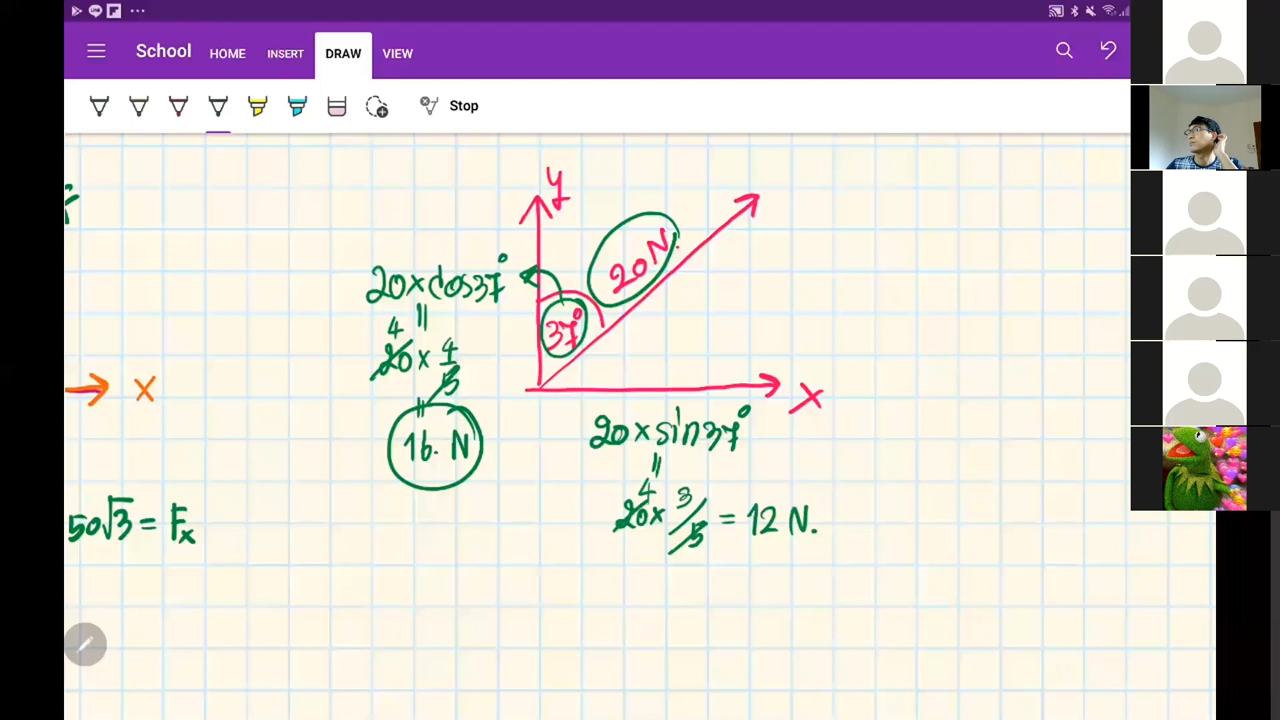 School HOME INSERT DRAW VIEW
Stop
y
20 N.
20×cos37°
37°
=
4
20 × 4/5
=
16. N
X
X
20×sin37°
=
4
20× 3/5 = 12 N.
50√3 = Fx